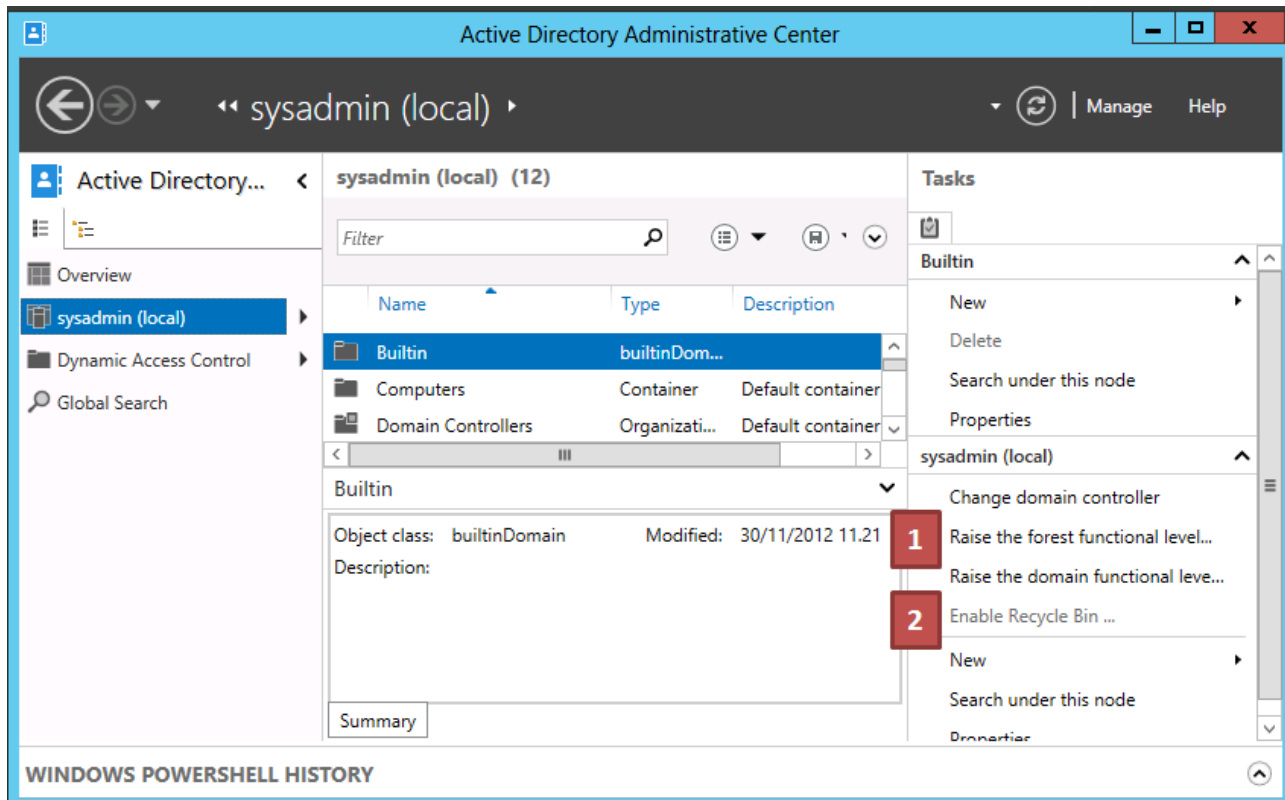 Active Directory Administrative Center
sysadmin (local)
Manage Help
Active Directory...
Overview
sysadmin (local)
Dynamic Access Control
Global Search
sysadmin (local) (12)
Filter
Name Type Description
Builtin builtinDom...
Computers Container Default container
Domain Controllers Organizati... Default container
Builtin
Object class: builtinDomain Modified: 30/11/2012 11.21
Description:
Summary
Tasks
Builtin
New
Delete
Search under this node
Properties
sysadmin (local)
Change domain controller
1 Raise the forest functional level...
Raise the domain functional leve...
2 Enable Recycle Bin ...
New
Search under this node
Properties
WINDOWS POWERSHELL HISTORY